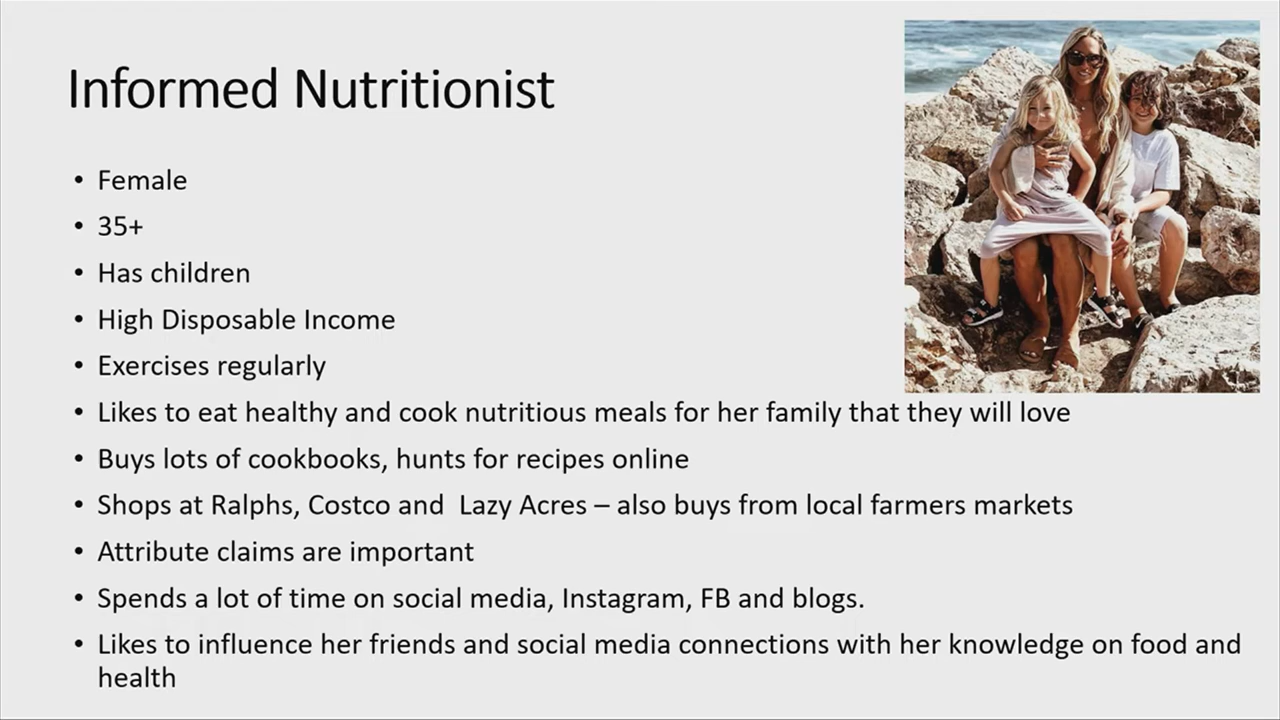 Informed Nutritionist
• Female
• 35+
• Has children
• High Disposable Income
• Exercises regularly
• Likes to eat healthy and cook nutritious meals for her family that they will love
• Buys lots of cookbooks, hunts for recipes online
• Shops at Ralphs, Costco and  Lazy Acres – also buys from local farmers markets
• Attribute claims are important
• Spends a lot of time on social media, Instagram, FB and blogs.
• Likes to influence her friends and social media connections with her knowledge on food and
health